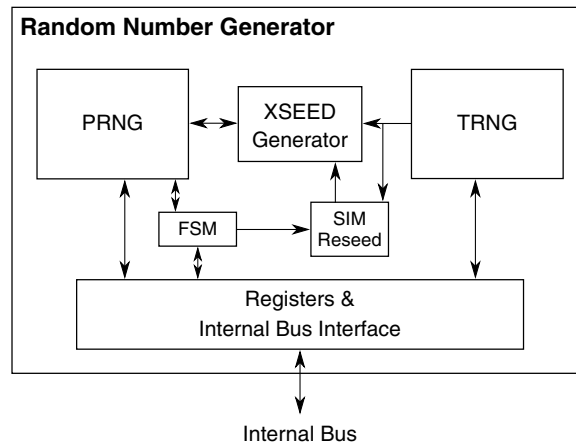 Random Number Generator
PRNG
XSEED
Generator
TRNG
FSM
SIM
Reseed
Registers &
Internal Bus Interface
Internal Bus